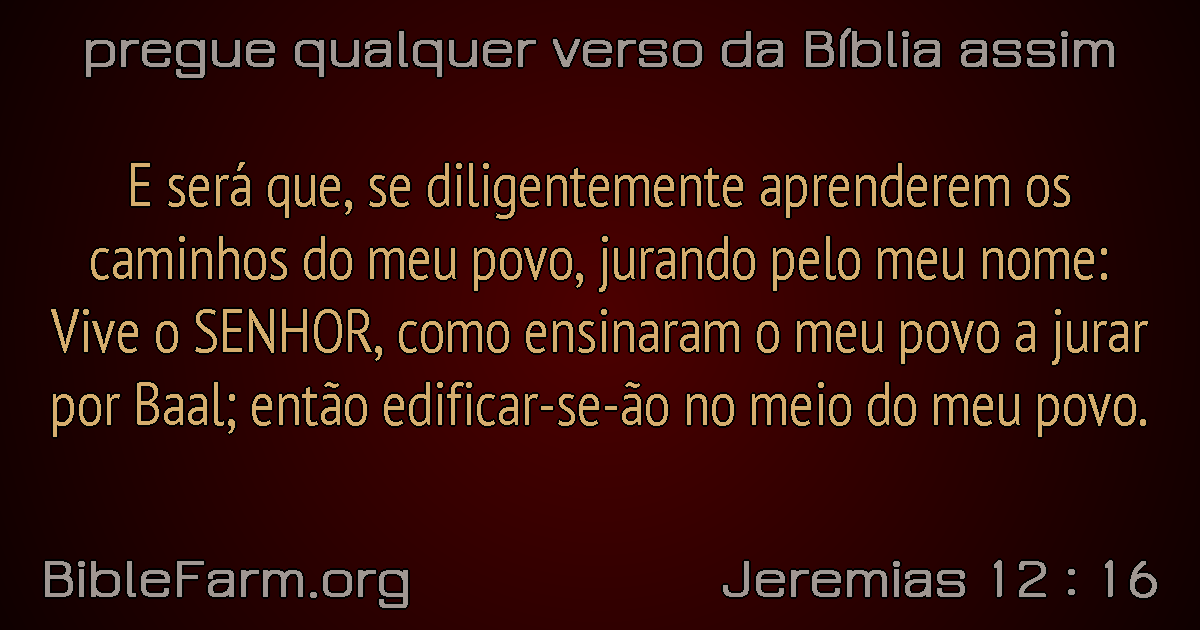 pregue qualquer verso da Bíblia assim
E será que, se diligentemente aprenderem os
caminhos do meu povo, jurando pelo meu nome:
Vive o SENHOR, como ensinaram o meu povo a jurar
por Baal; então edificar-se-ão no meio do meu povo.
BibleFarm.org
Jeremias 12 : 16